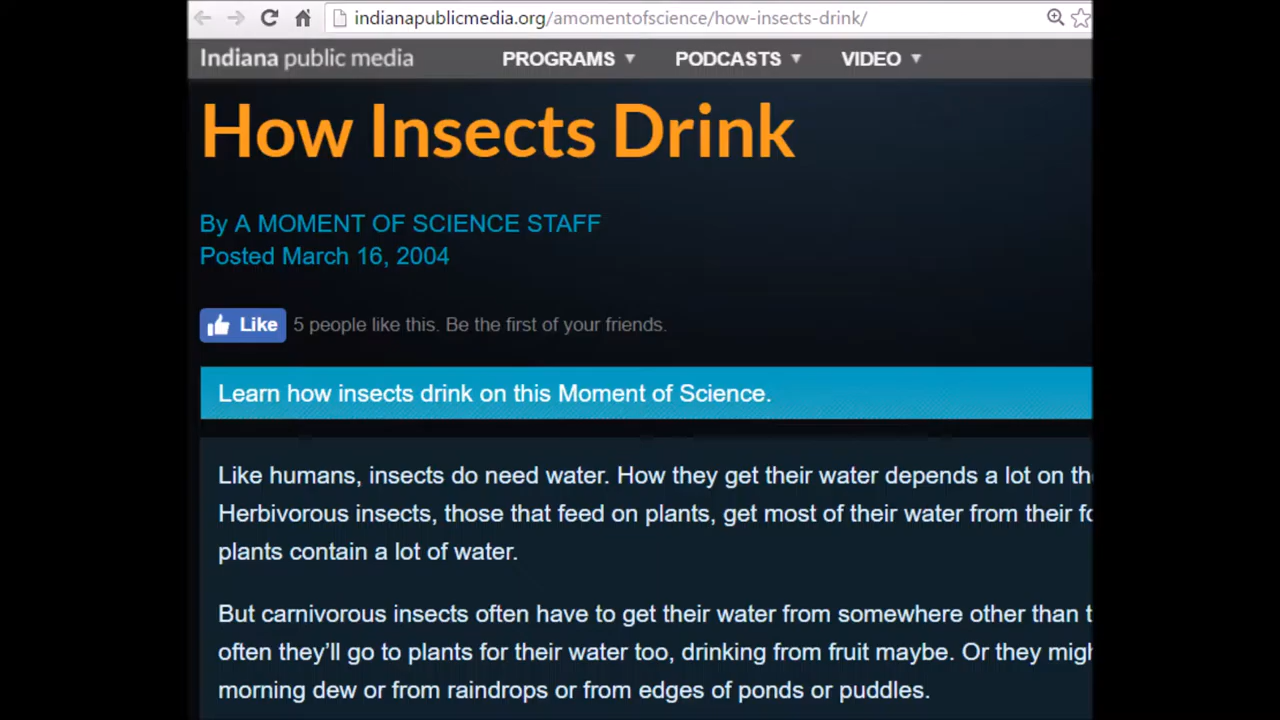 indianapublicmedia.org/amomentofscience/how-insects-drink/
Indiana public media PROGRAMS PODCASTS VIDEO
How Insects Drink
By A MOMENT OF SCIENCE STAFF
Posted March 16, 2004
Like 5 people like this. Be the first of your friends.
Learn how insects drink on this Moment of Science.
Like humans, insects do need water. How they get their water depends a lot on
Herbivorous insects, those that feed on plants, get most of their water from their
plants contain a lot of water.
But carnivorous insects often have to get their water from somewhere other than
often they'll go to plants for their water too, drinking from fruit maybe. Or they
morning dew or from raindrops or from edges of ponds or puddles.